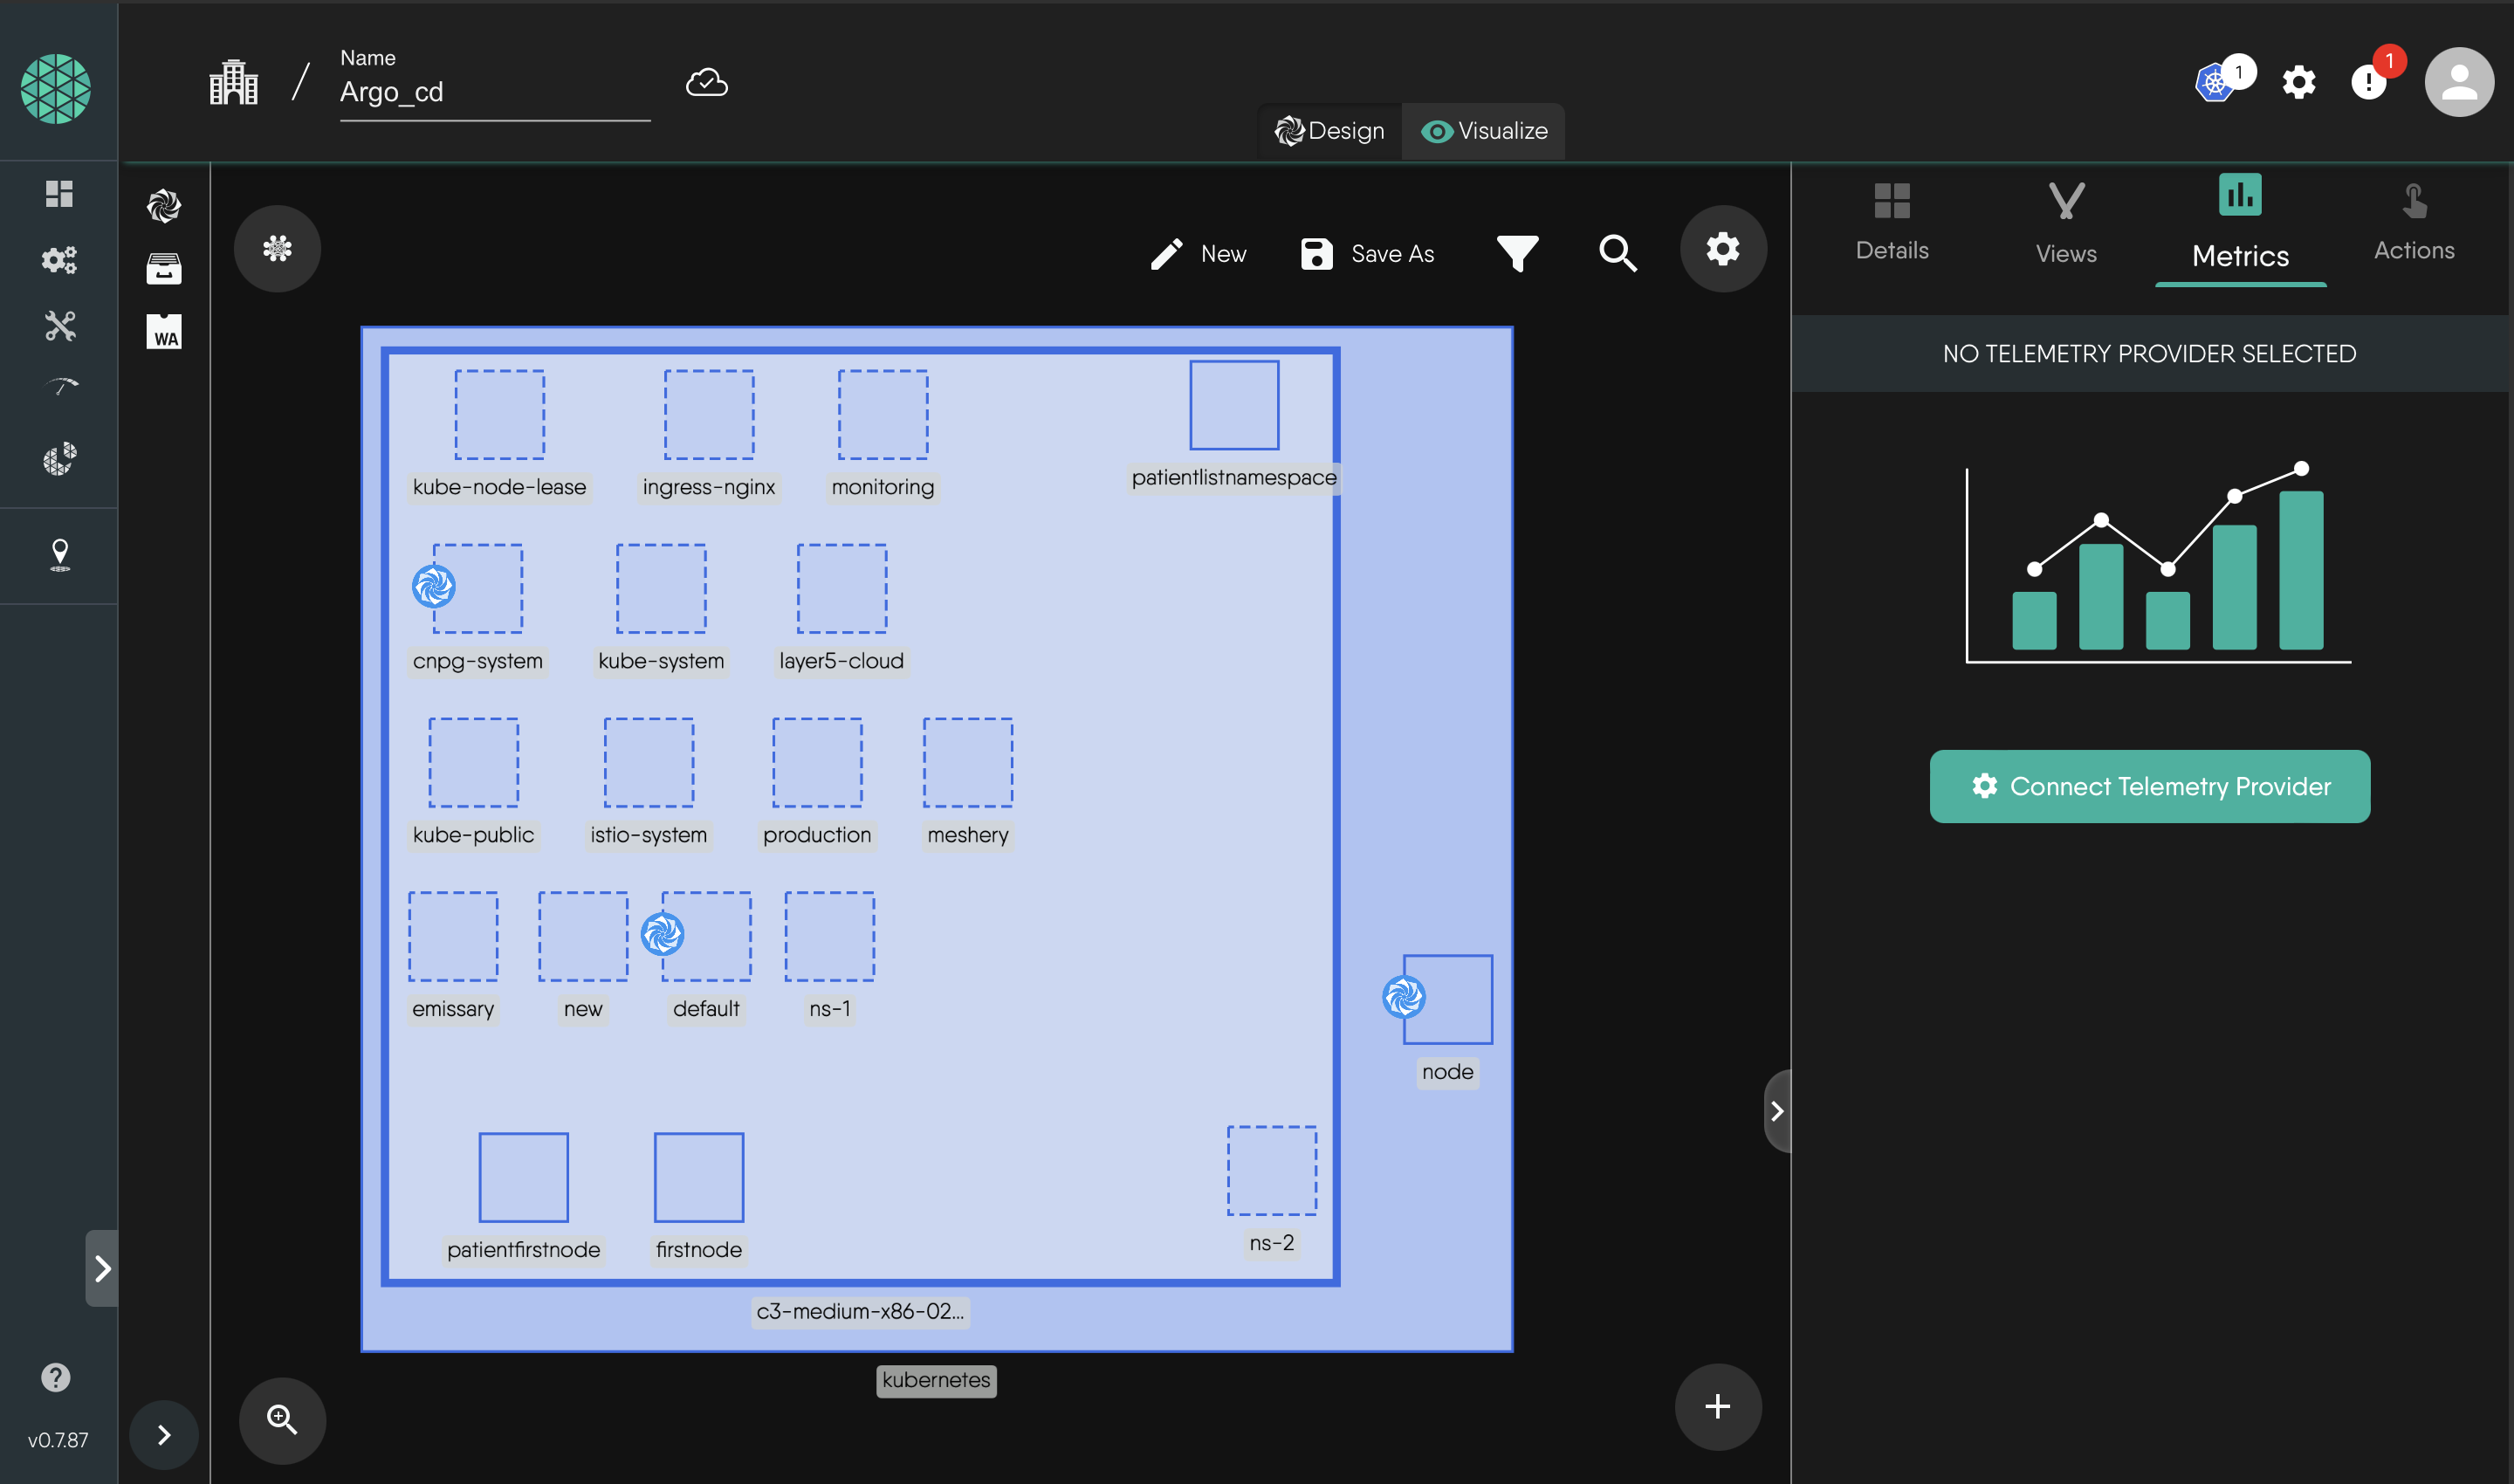 Name
Argo_cd
1
1
Design
Visualize
WA
New
Save As
Details
Views
Metrics
Actions
NO TELEMETRY PROVIDER SELECTED
kube-node-lease
ingress-nginx
monitoring
patientlistnamespace
cnpg-system
kube-system
layer5-cloud
kube-public
istio-system
production
meshery
Connect Telemetry Provider
emissary
new
default
ns-1
node
patientfirstnode
firstnode
ns-2
c3-medium-x86-02...
kubernetes
v0.7.87